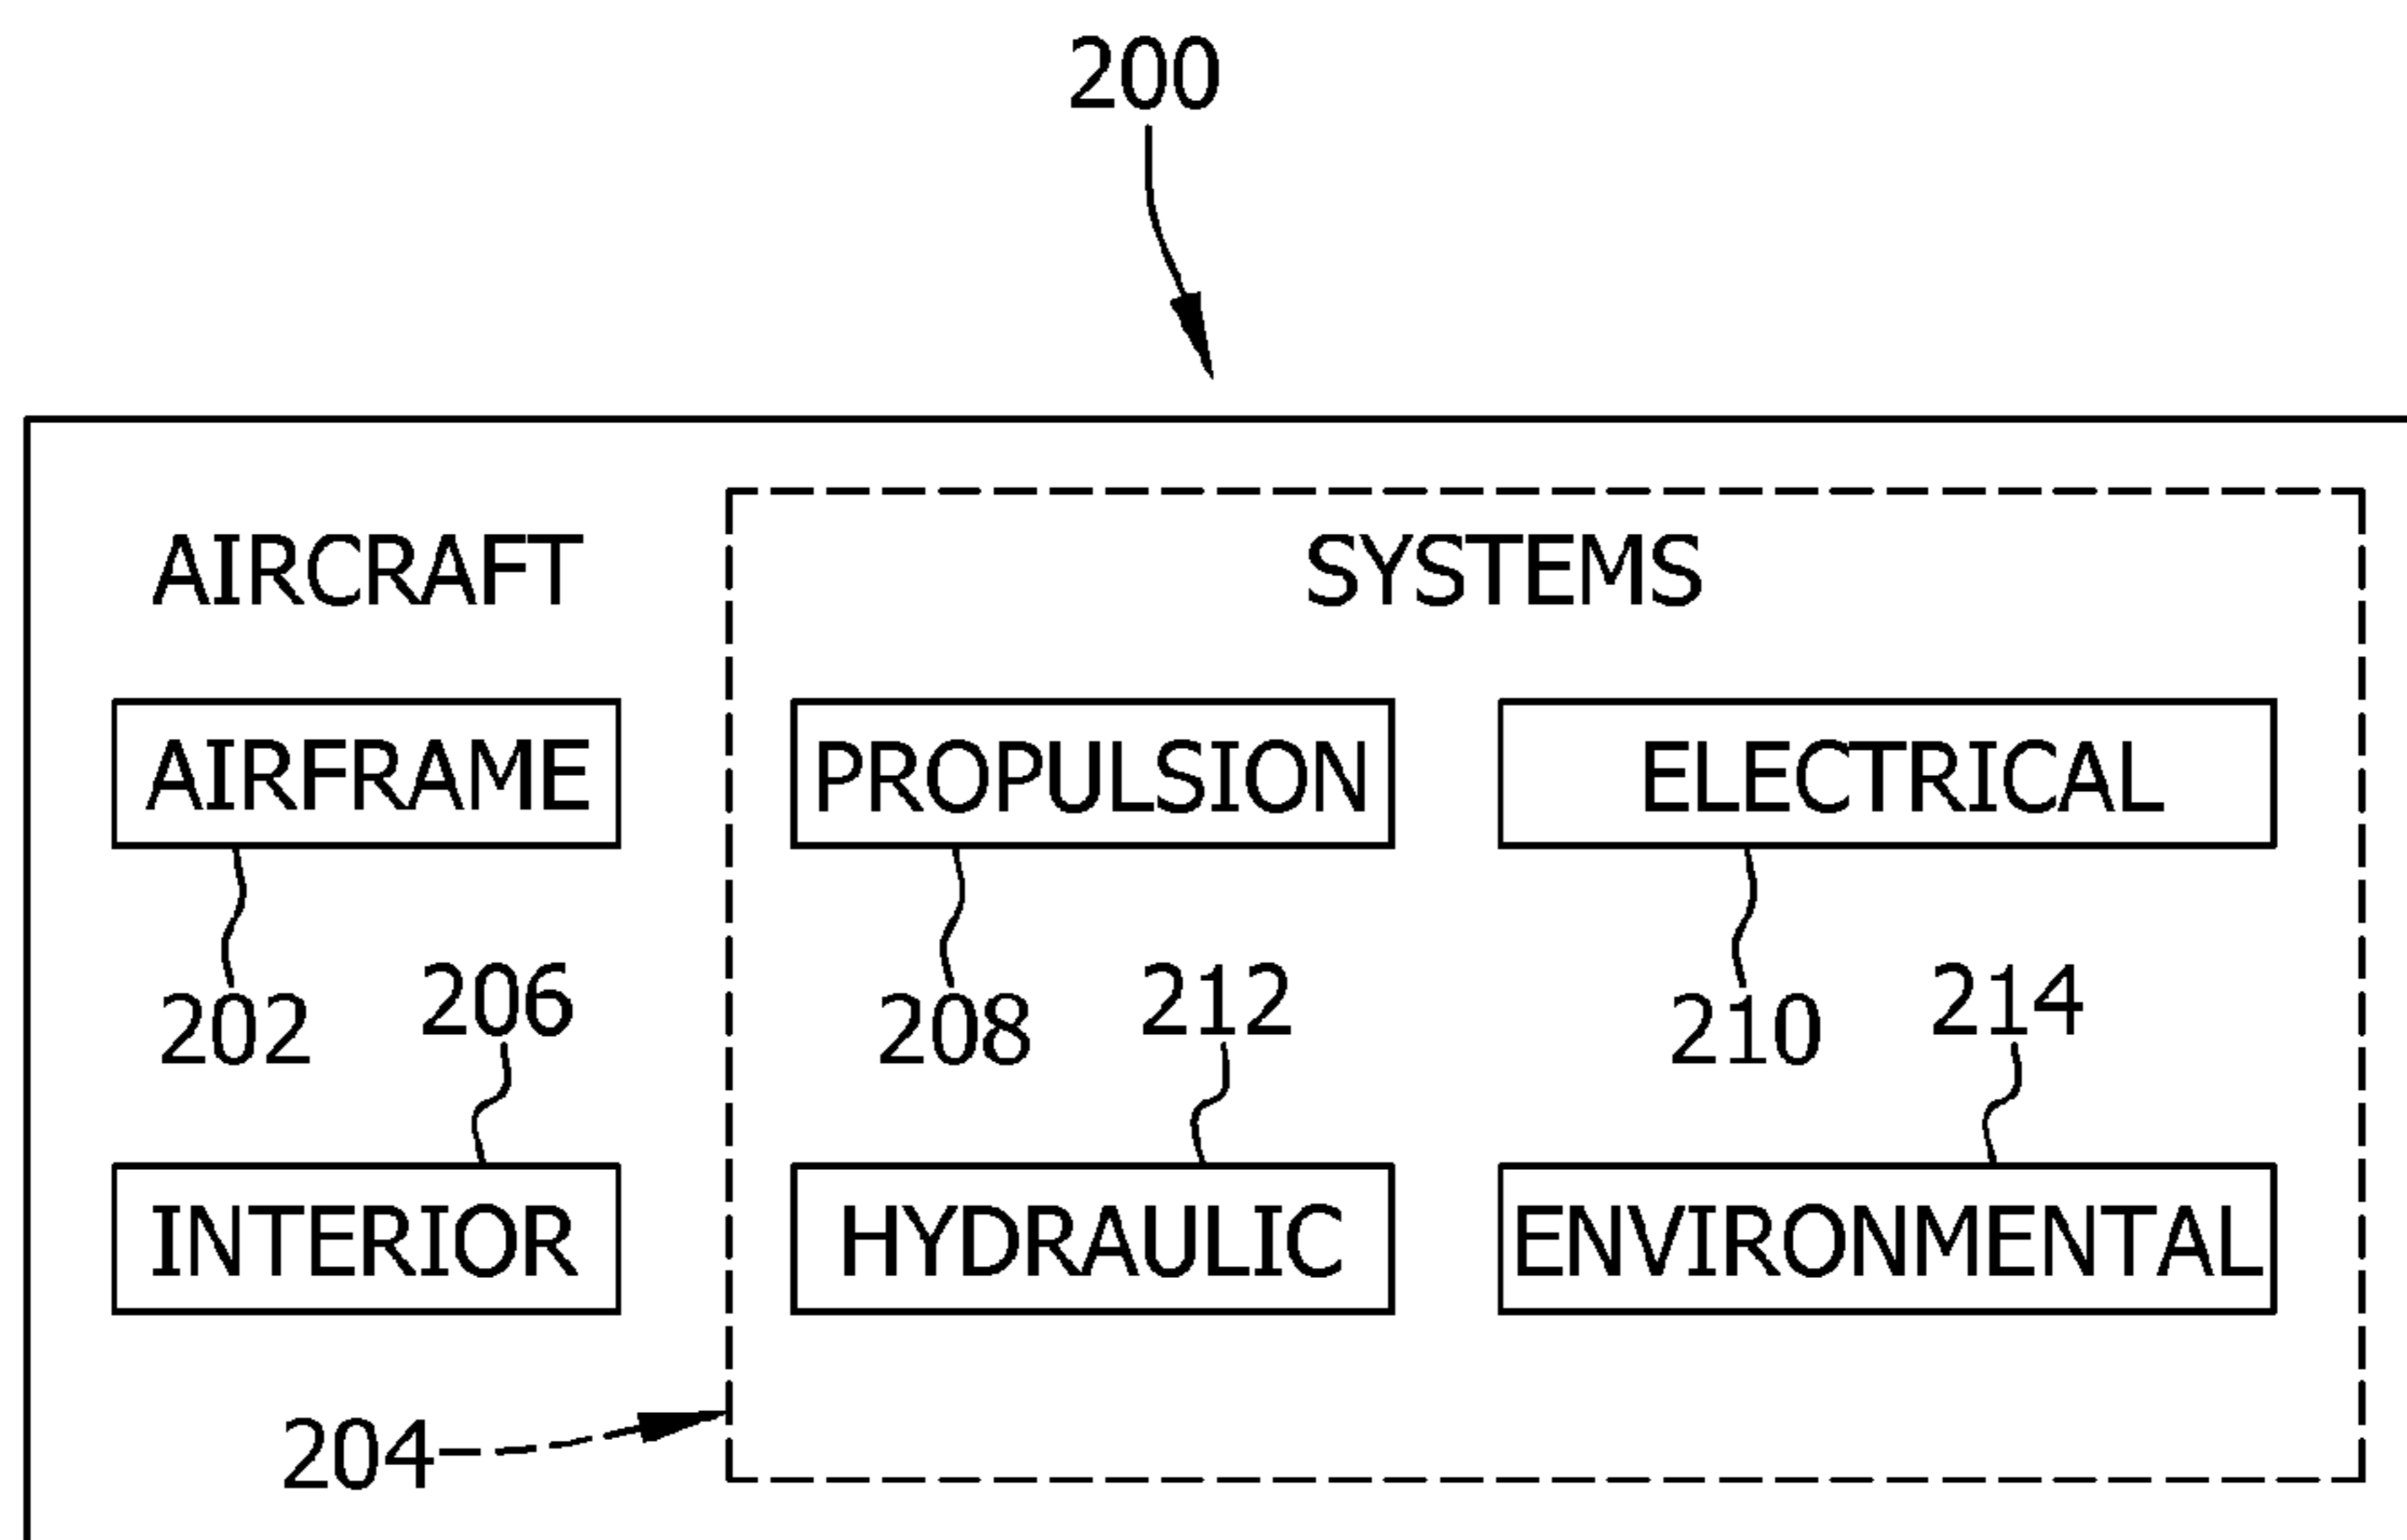 200
AIRCRAFT
SYSTEMS
AIRFRAME
PROPULSION
ELECTRICAL
202
206
208
212
210
214
INTERIOR
HYDRAULIC
ENVIRONMENTAL
204